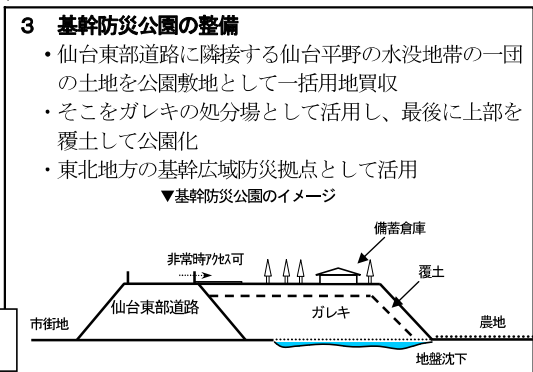 3 基幹防災公園の整備
・仙台東部道路に隣接する仙台平野の水没地帯の一団
の土地を公園敷地として一括用地買収
・そこをガレキの処分場として活用し、最後に上部を
覆土して公園化
・東北地方の基幹広域防災拠点として活用
▼基幹防災公園のイメージ
備蓄倉庫
非常時アクセス可
覆土
仙台東部道路
ガレキ
市街地
農地
地盤沈下